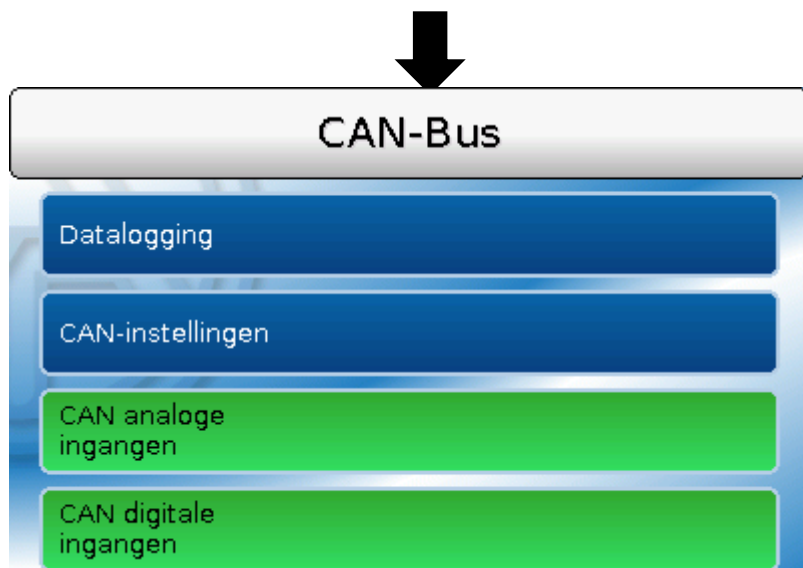 CAN-Bus
Datalogging
CAN-instellingen
CAN analoge
ingangen
CAN digitale
ingangen